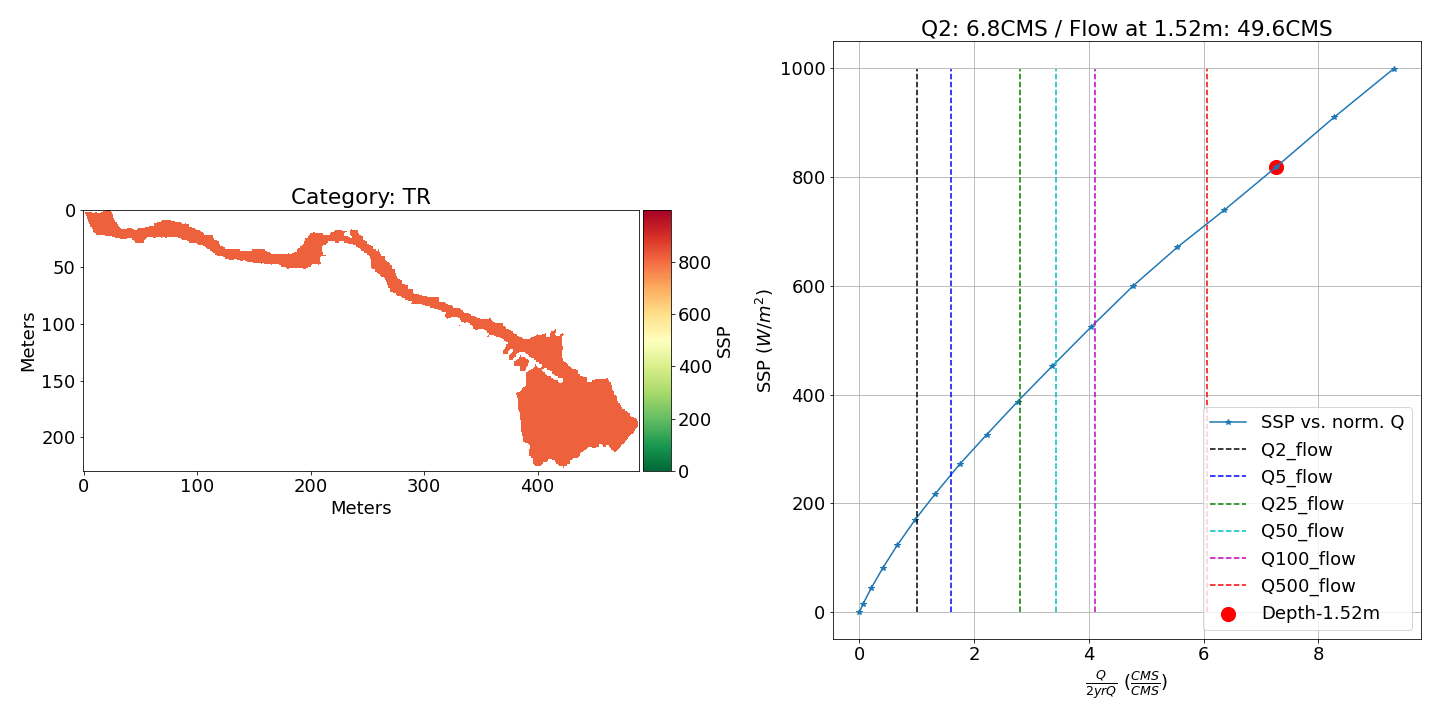 Category: TR
0
50
100
150
200
Meters
0
100
200
300
400
Meters
800
600
400
200
0
SSP
Q2: 6.8CMS / Flow at 1.52m: 49.6CMS
1000
800
600
400
200
0
SSP (W/m²)
0
2
4
6
8
Q/2yrQ (CMS/CMS)
SSP vs. norm. Q
Q2_flow
Q5_flow
Q25_flow
Q50_flow
Q100_flow
Q500_flow
Depth-1.52m